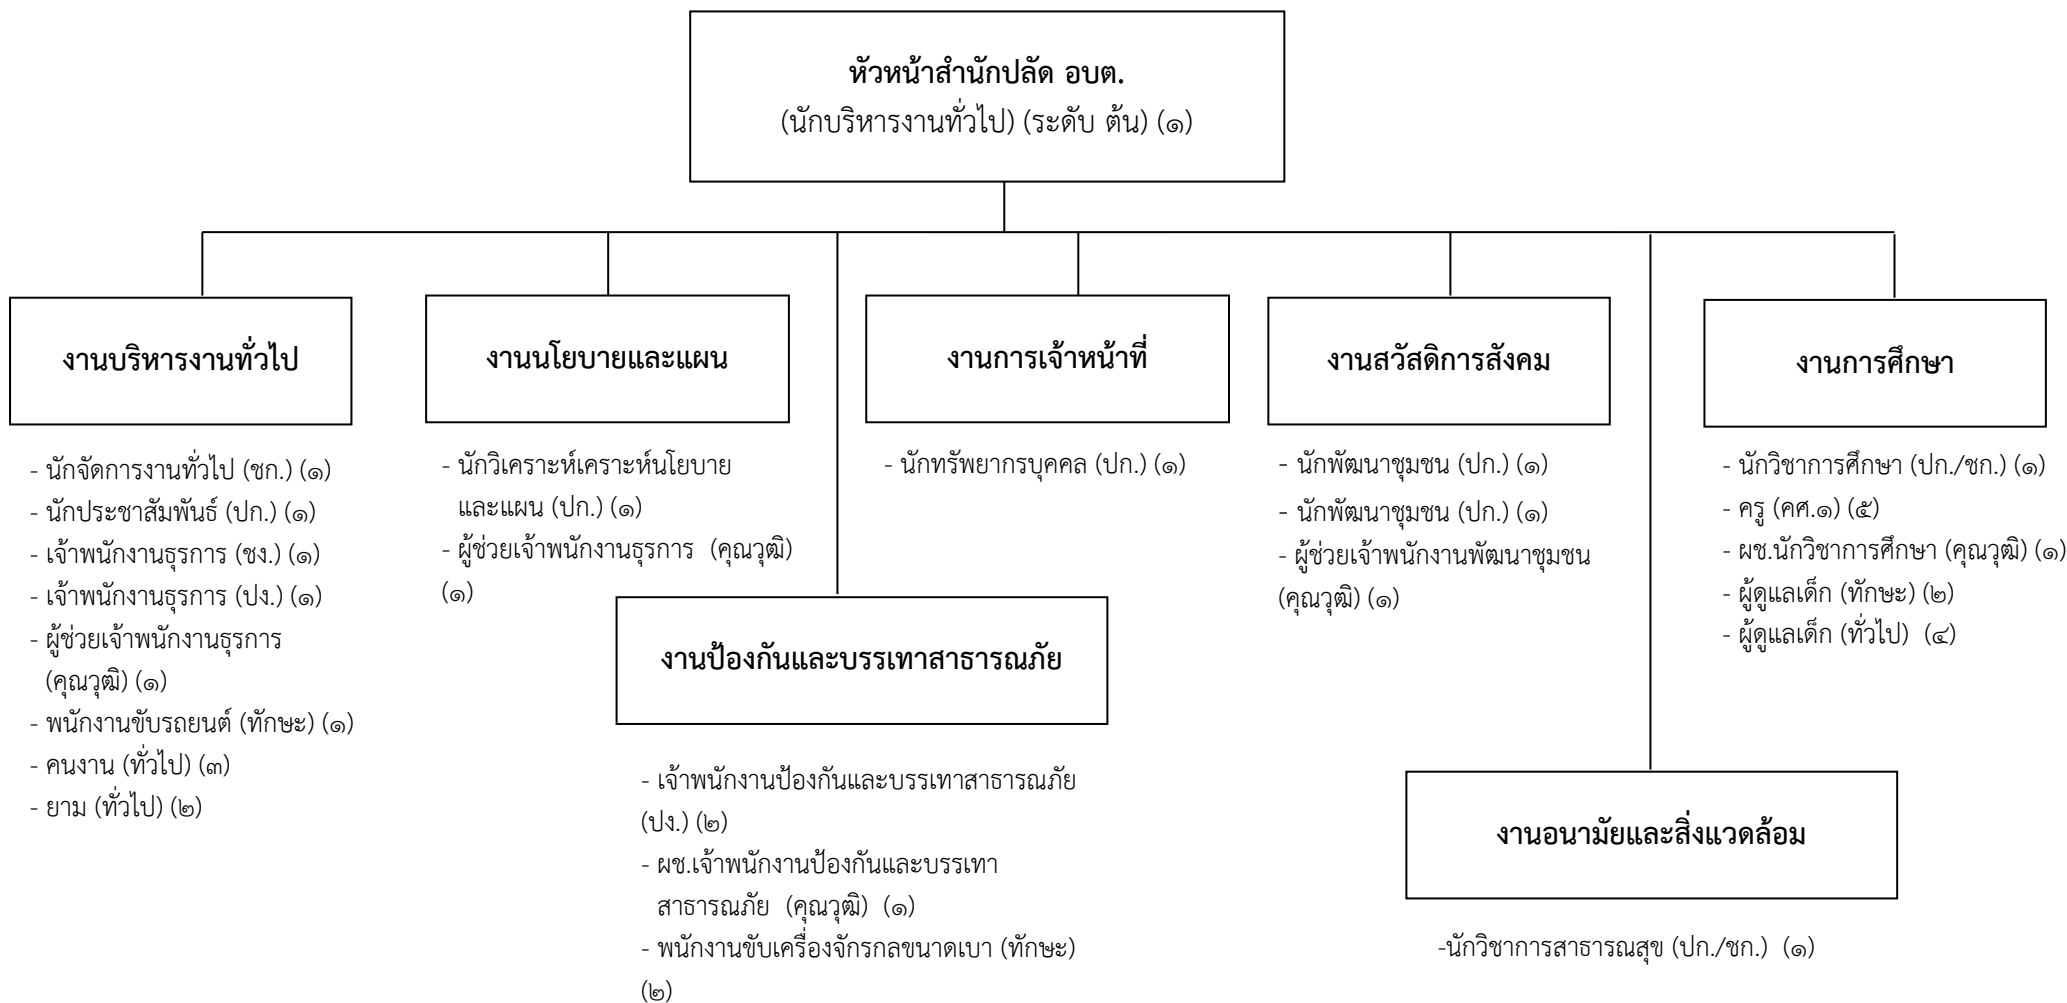 หัวหน้าสำนักปลัด อบต.
(นักบริหารงานทั่วไป) (ระดับ ต้น) (๑)
งานบริหารงานทั่วไป
- นักจัดการงานทั่วไป (ชก.) (๑)
- นักประชาสัมพันธ์ (ปก.) (๑)
- เจ้าพนักงานธุรการ (ชง.) (๑)
- เจ้าพนักงานธุรการ (ปง.) (๑)
- ผู้ช่วยเจ้าพนักงานธุรการ
(คุณวุฒิ) (๑)
- พนักงานขับรถยนต์ (ทักษะ) (๑)
- คนงาน (ทั่วไป) (๓)
- ยาม (ทั่วไป) (๒)
งานนโยบายและแผน
- นักวิเคราะห์เคราะห์นโยบาย
และแผน (ปก.) (๑)
- ผู้ช่วยเจ้าพนักงานธุรการ (คุณวุฒิ)
(๑)
งานป้องกันและบรรเทาสาธารณภัย
- เจ้าพนักงานป้องกันและบรรเทาสาธารณภัย
(ปง.) (๒)
- ผช.เจ้าพนักงานป้องกันและบรรเทา
สาธารณภัย (คุณวุฒิ) (๑)
- พนักงานขับเครื่องจักรกลขนาดเบา (ทักษะ)
(๒)
งานการเจ้าหน้าที่
- นักทรัพยากรบุคคล (ปก.) (๑)
งานสวัสดิการสังคม
- นักพัฒนาชุมชน (ปก.) (๑)
- นักพัฒนาชุมชน (ปก.) (๑)
- ผู้ช่วยเจ้าพนักงานพัฒนาชุมชน
(คุณวุฒิ) (๑)
งานอนามัยและสิ่งแวดล้อม
-นักวิชาการสาธารณสุข (ปก./ชก.) (๑)
งานการศึกษา
- นักวิชาการศึกษา (ปก./ชก.) (๑)
- ครู (คศ.๑) (๕)
- ผช.นักวิชาการศึกษา (คุณวุฒิ) (๑)
- ผู้ดูแลเด็ก (ทักษะ) (๒)
- ผู้ดูแลเด็ก (ทั่วไป) (๔)